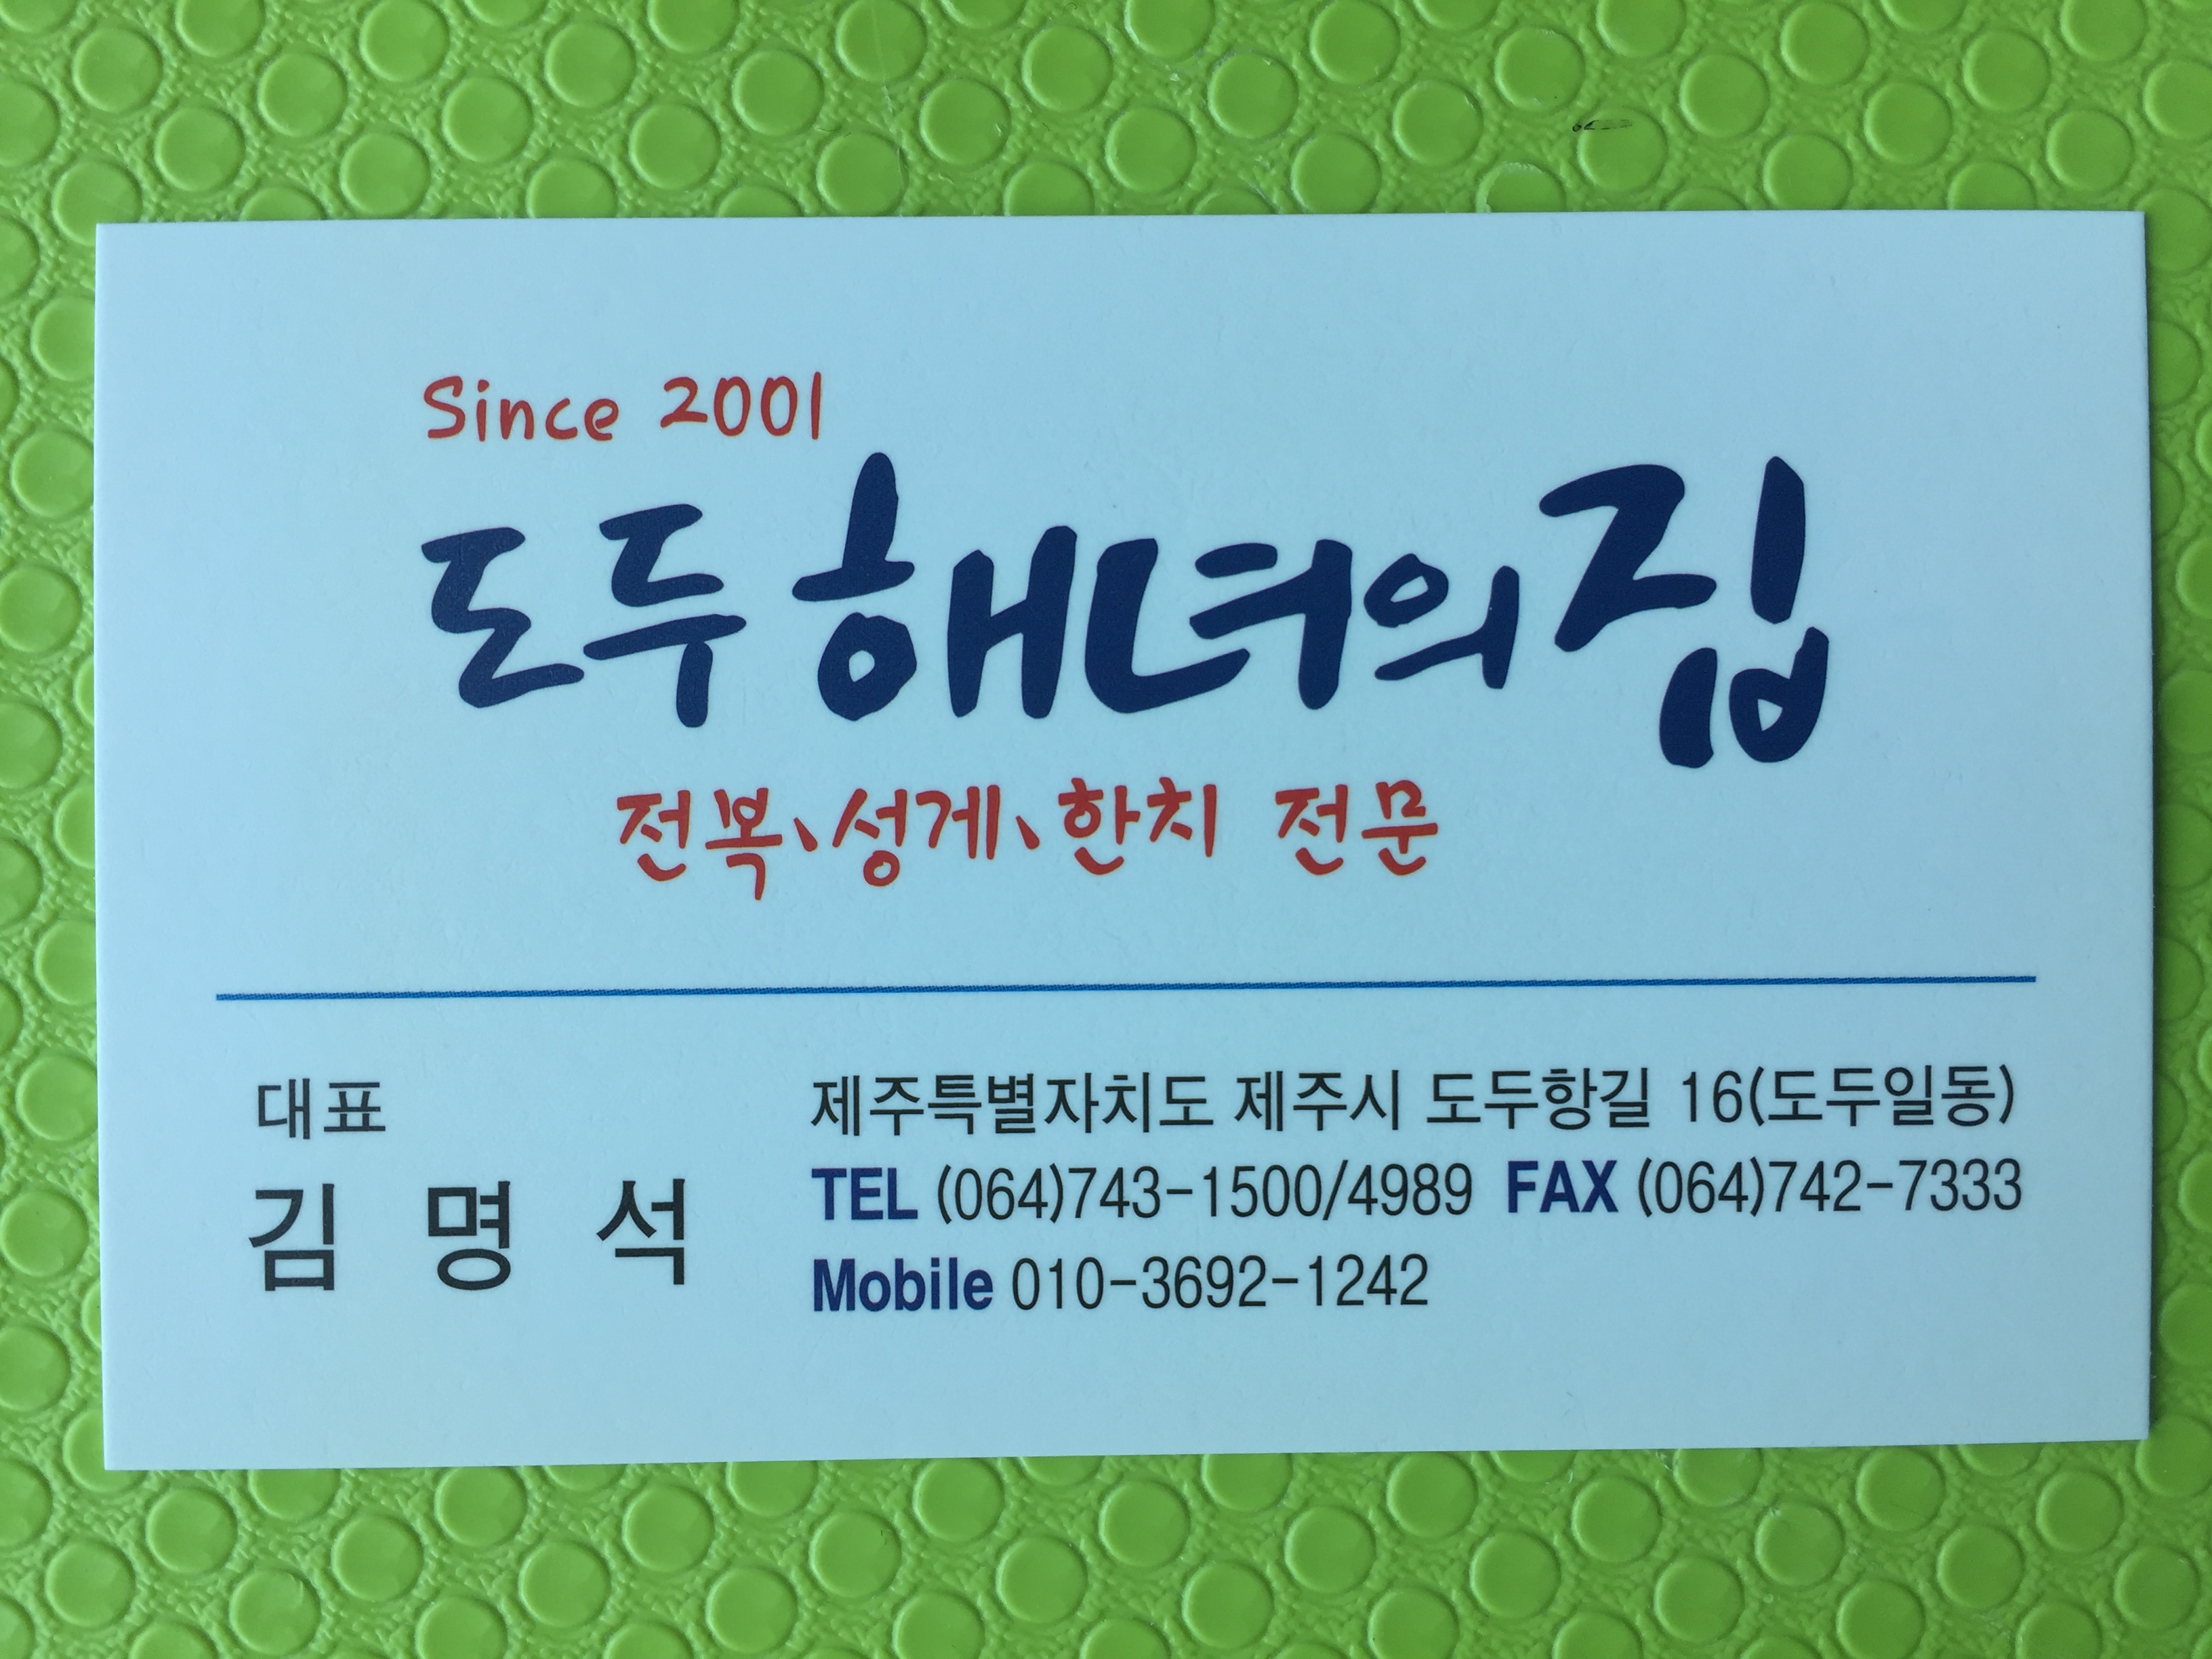 Since 2001
도두해녀의집
전복、성게、한치 전문
대표
김 명 석
제주특별자치도 제주시 도두항길 16(도두일동)
TEL (064)743-1500/4989 FAX (064)742-7333
Mobile 010-3692-1242